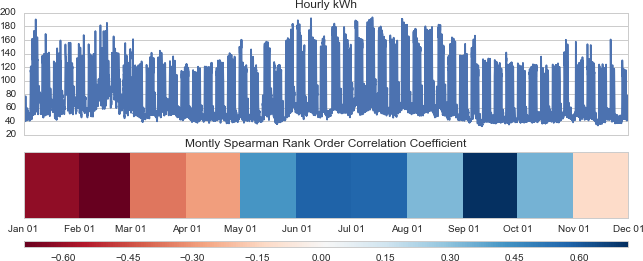 Hourly kWh
200
180
160
140
120
100
80
60
40
20
Montly Spearman Rank Order Correlation Coefficient
Jan 01 Feb 01 Mar 01 Apr 01 May 01 Jun 01 Jul 01 Aug 01 Sep 01 Oct 01 Nov 01 Dec 01
−0.60 −0.45 −0.30 −0.15 0.00 0.15 0.30 0.45 0.60